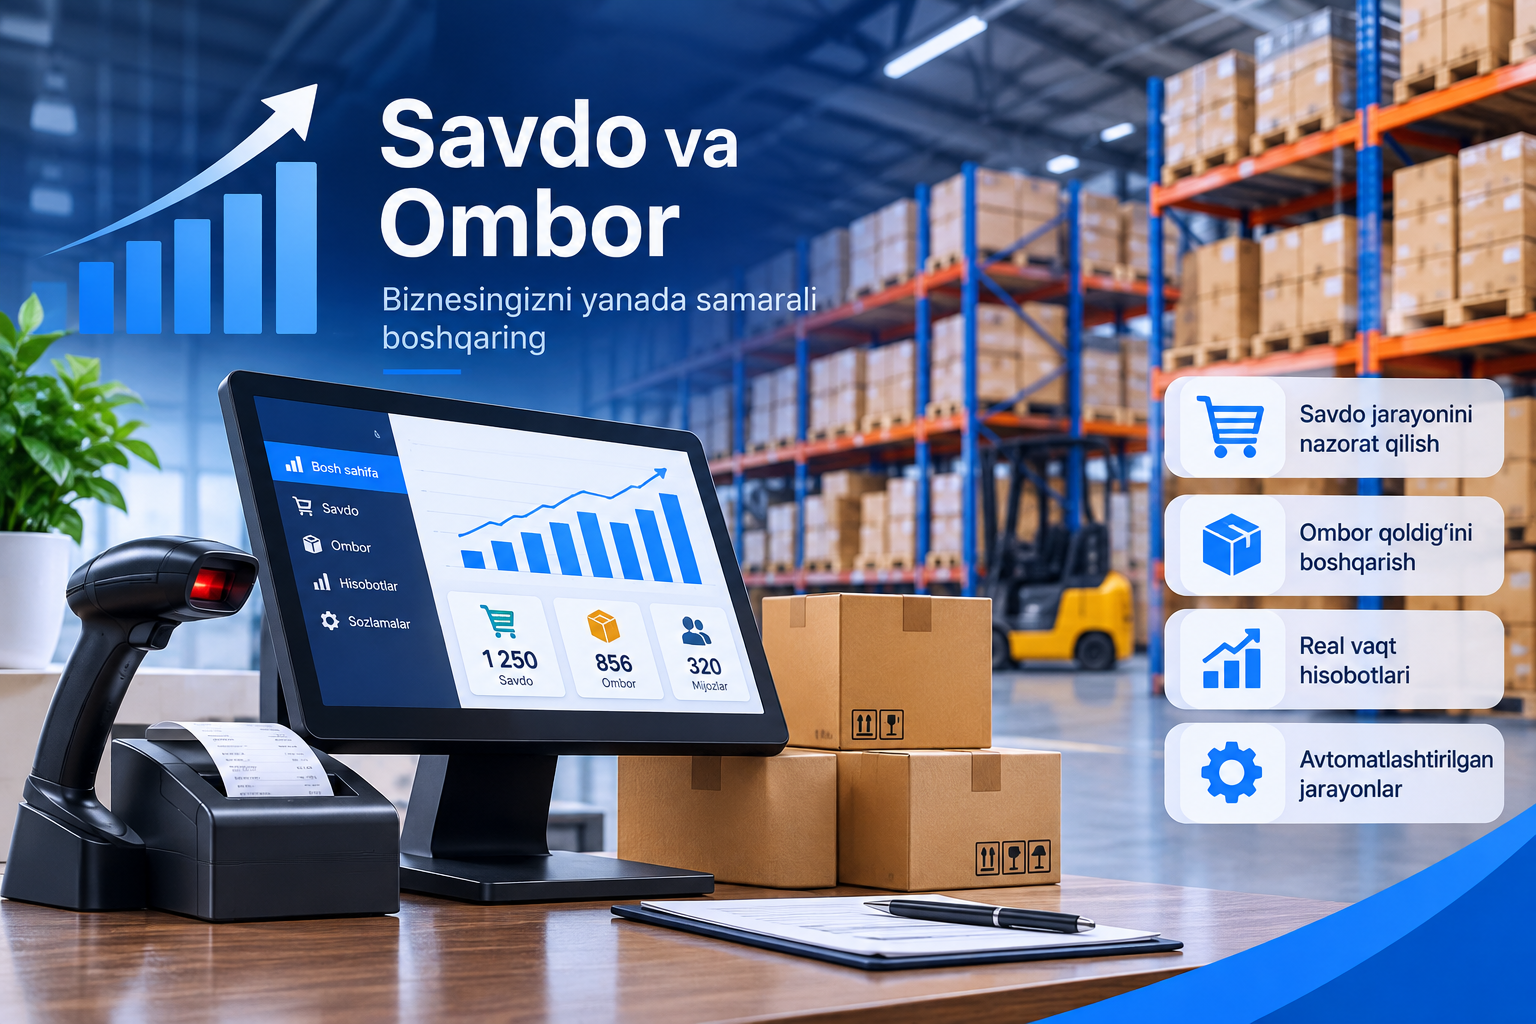 Savdo va
Ombor
Biznesingizni yanada samarali
boshqaring
Bosh sahifa
Savdo
Ombor
Hisobotlar
Sozlamalar
1 250
Savdo
856
Ombor
320
Mijozlar
Savdo jarayonini
nazorat qilish
Ombor qoldig‘ini
boshqarish
Real vaqt
hisobotlari
Avtomatlashtirilgan
jarayonlar